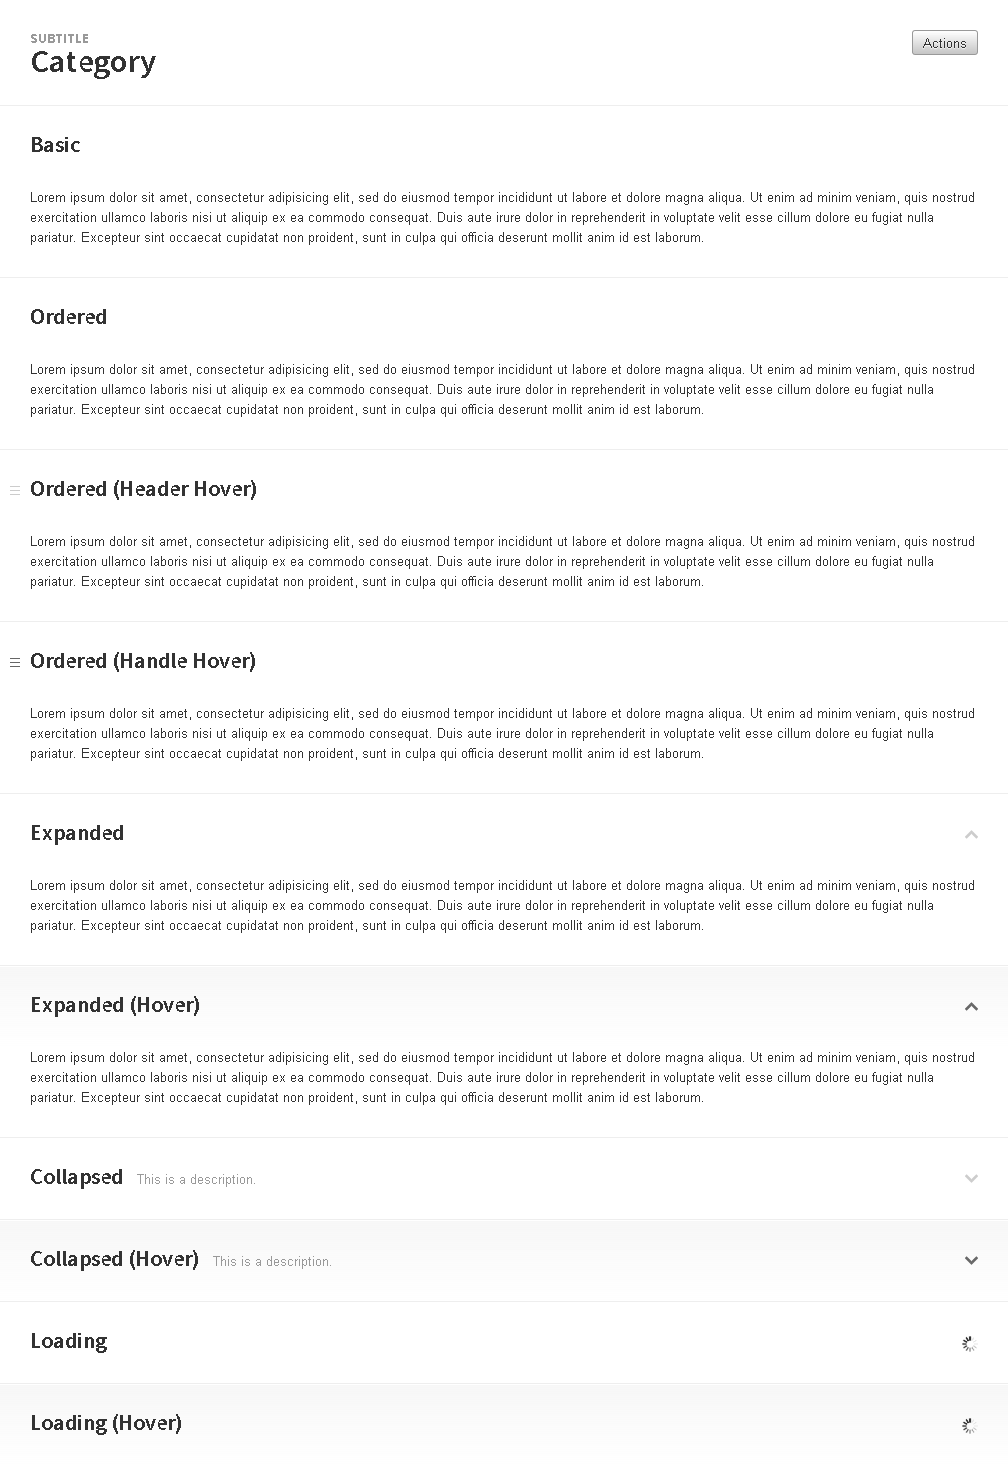 SUBTITLE
Category
Actions
Basic
Lorem ipsum dolor sit amet, consectetur adipisicing elit, sed do eiusmod tempor incididunt ut labore et dolore magna aliqua. Ut enim ad minim veniam, quis nostrud
exercitation ullamco laboris nisi ut aliquip ex ea commodo consequat. Duis aute irure dolor in reprehenderit in voluptate velit esse cillum dolore eu fugiat nulla
pariatur. Excepteur sint occaecat cupidatat non proident, sunt in culpa qui officia deserunt mollit anim id est laborum.
Ordered
Lorem ipsum dolor sit amet, consectetur adipisicing elit, sed do eiusmod tempor incididunt ut labore et dolore magna aliqua. Ut enim ad minim veniam, quis nostrud
exercitation ullamco laboris nisi ut aliquip ex ea commodo consequat. Duis aute irure dolor in reprehenderit in voluptate velit esse cillum dolore eu fugiat nulla
pariatur. Excepteur sint occaecat cupidatat non proident, sunt in culpa qui officia deserunt mollit anim id est laborum.
Ordered (Header Hover)
Lorem ipsum dolor sit amet, consectetur adipisicing elit, sed do eiusmod tempor incididunt ut labore et dolore magna aliqua. Ut enim ad minim veniam, quis nostrud
exercitation ullamco laboris nisi ut aliquip ex ea commodo consequat. Duis aute irure dolor in reprehenderit in voluptate velit esse cillum dolore eu fugiat nulla
pariatur. Excepteur sint occaecat cupidatat non proident, sunt in culpa qui officia deserunt mollit anim id est laborum.
Ordered (Handle Hover)
Lorem ipsum dolor sit amet, consectetur adipisicing elit, sed do eiusmod tempor incididunt ut labore et dolore magna aliqua. Ut enim ad minim veniam, quis nostrud
exercitation ullamco laboris nisi ut aliquip ex ea commodo consequat. Duis aute irure dolor in reprehenderit in voluptate velit esse cillum dolore eu fugiat nulla
pariatur. Excepteur sint occaecat cupidatat non proident, sunt in culpa qui officia deserunt mollit anim id est laborum.
Expanded
Lorem ipsum dolor sit amet, consectetur adipisicing elit, sed do eiusmod tempor incididunt ut labore et dolore magna aliqua. Ut enim ad minim veniam, quis nostrud
exercitation ullamco laboris nisi ut aliquip ex ea commodo consequat. Duis aute irure dolor in reprehenderit in voluptate velit esse cillum dolore eu fugiat nulla
pariatur. Excepteur sint occaecat cupidatat non proident, sunt in culpa qui officia deserunt mollit anim id est laborum.
Expanded (Hover)
Lorem ipsum dolor sit amet, consectetur adipisicing elit, sed do eiusmod tempor incididunt ut labore et dolore magna aliqua. Ut enim ad minim veniam, quis nostrud
exercitation ullamco laboris nisi ut aliquip ex ea commodo consequat. Duis aute irure dolor in reprehenderit in voluptate velit esse cillum dolore eu fugiat nulla
pariatur. Excepteur sint occaecat cupidatat non proident, sunt in culpa qui officia deserunt mollit anim id est laborum.
Collapsed This is a description.
Collapsed (Hover) This is a description.
Loading
Loading (Hover)